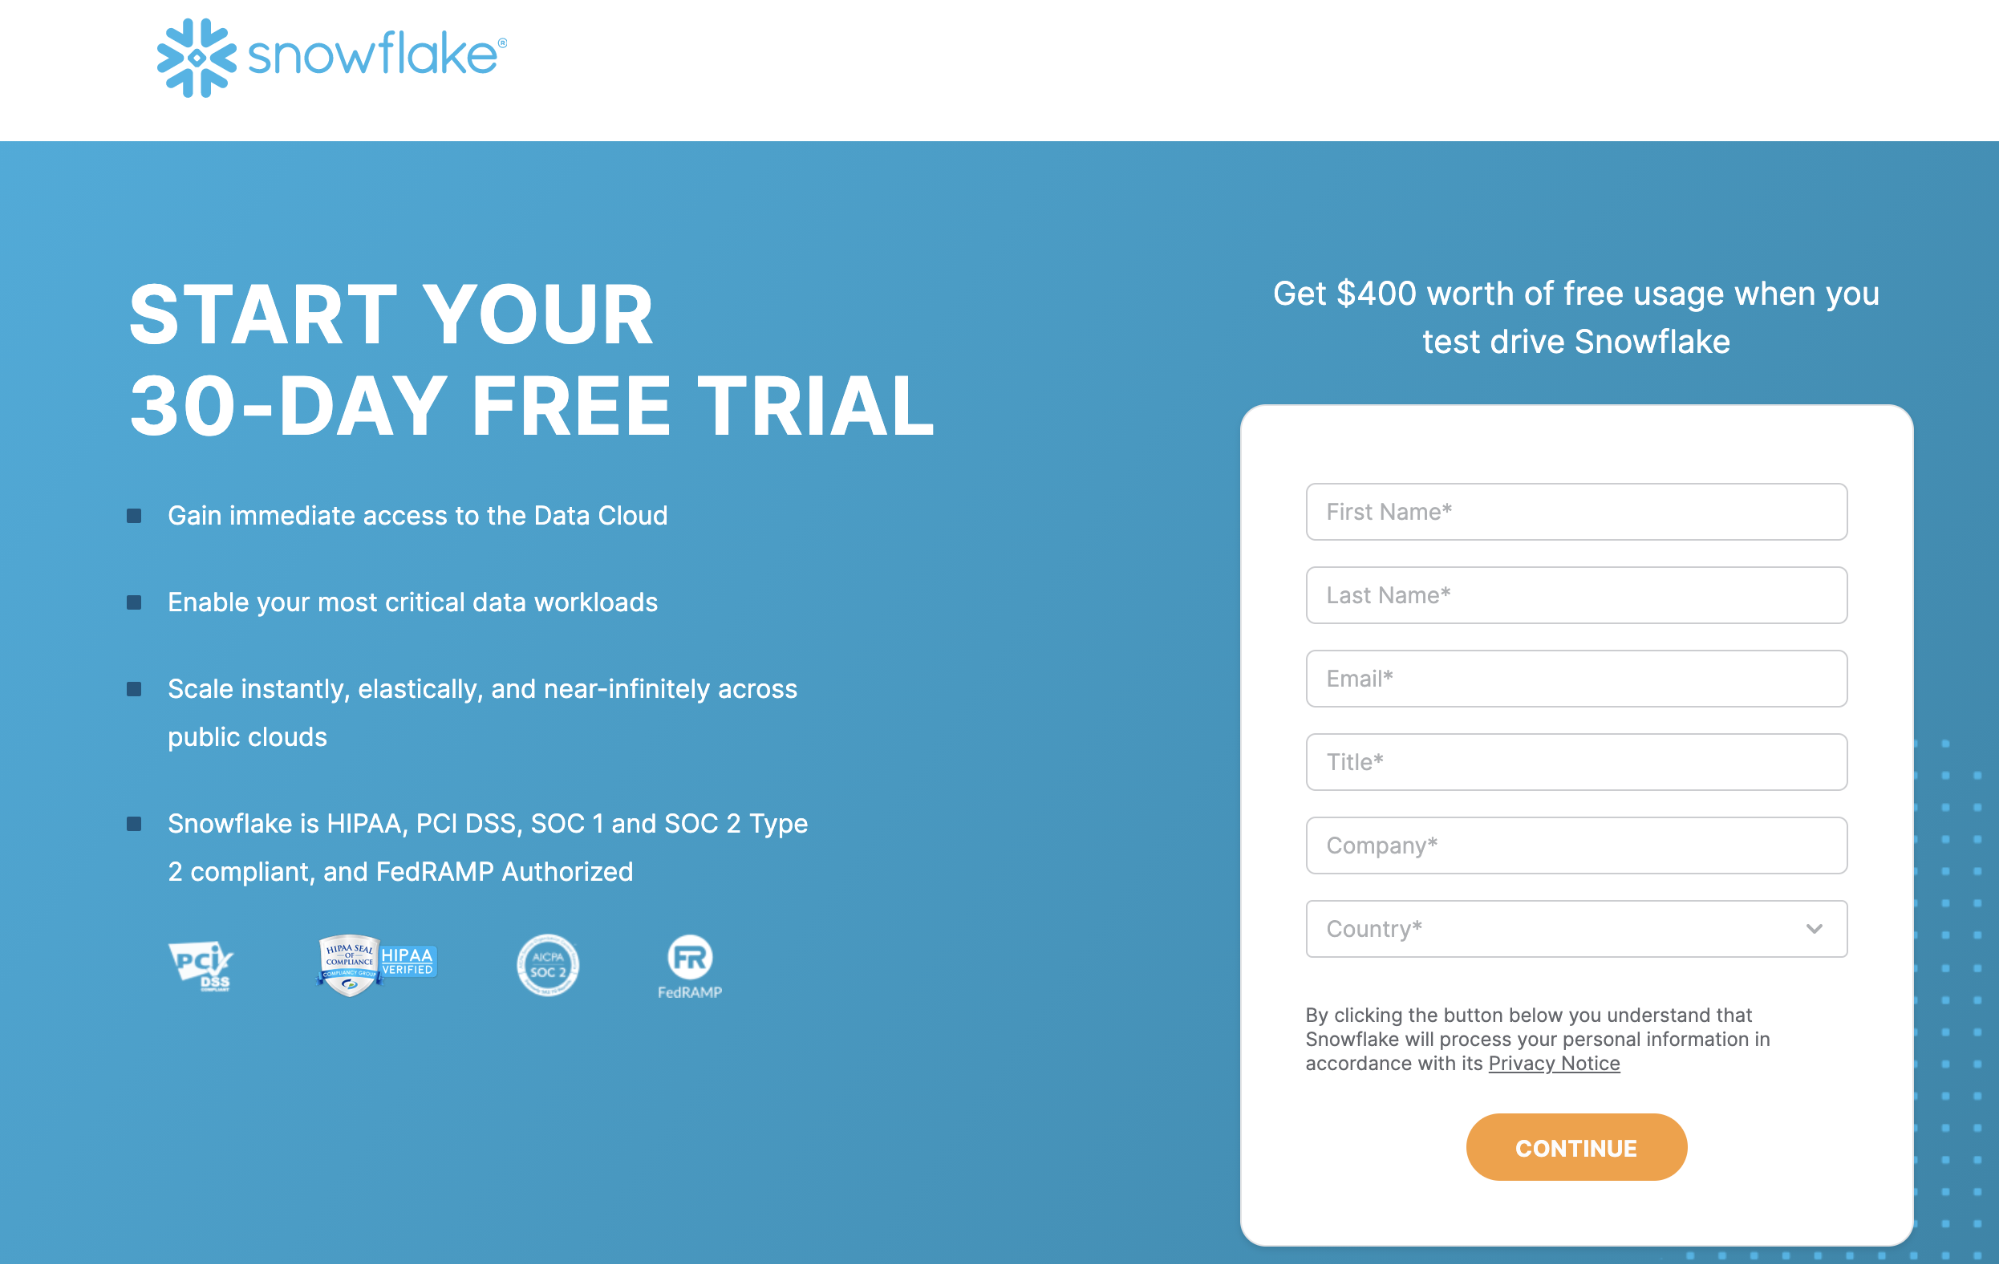 snowflake®
START YOUR
30-DAY FREE TRIAL
Gain immediate access to the Data Cloud
Enable your most critical data workloads
Scale instantly, elastically, and near-infinitely across
public clouds
Snowflake is HIPAA, PCI DSS, SOC 1 and SOC 2 Type
2 compliant, and FedRAMP Authorized
PCI
DSS
COMPLIANT
HIPAA SEAL
OF
COMPLIANCE
COMPLIANCY GROUP
HIPAA
VERIFIED
AICPA
SOC 2
FR
FedRAMP
Get $400 worth of free usage when you
test drive Snowflake
First Name*
Last Name*
Email*
Title*
Company*
Country*
By clicking the button below you understand that
Snowflake will process your personal information in
accordance with its Privacy Notice
CONTINUE